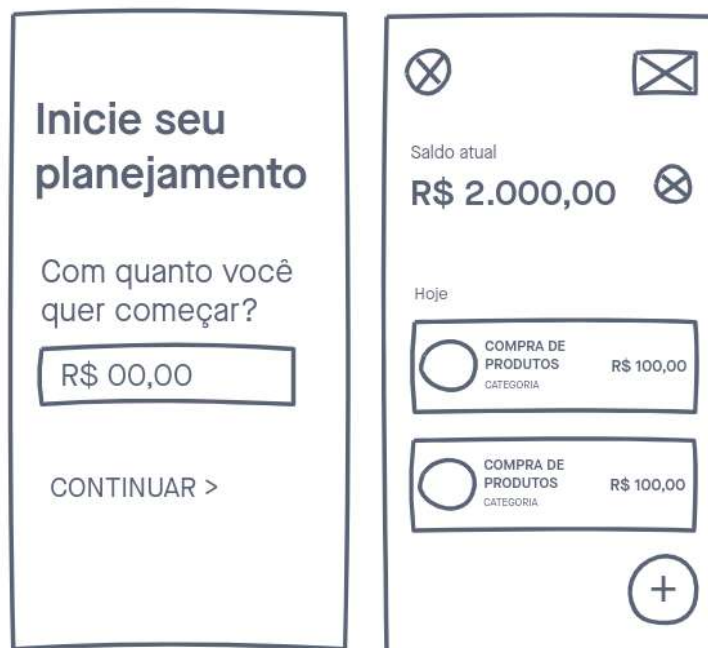 Inicie seu
planejamento
Com quanto você
quer começar?
R$ 00,00
CONTINUAR >
Saldo atual
R$ 2.000,00
Hoje
COMPRA DE
PRODUTOS
CATEGORIA
R$ 100,00
COMPRA DE
PRODUTOS
CATEGORIA
R$ 100,00
+